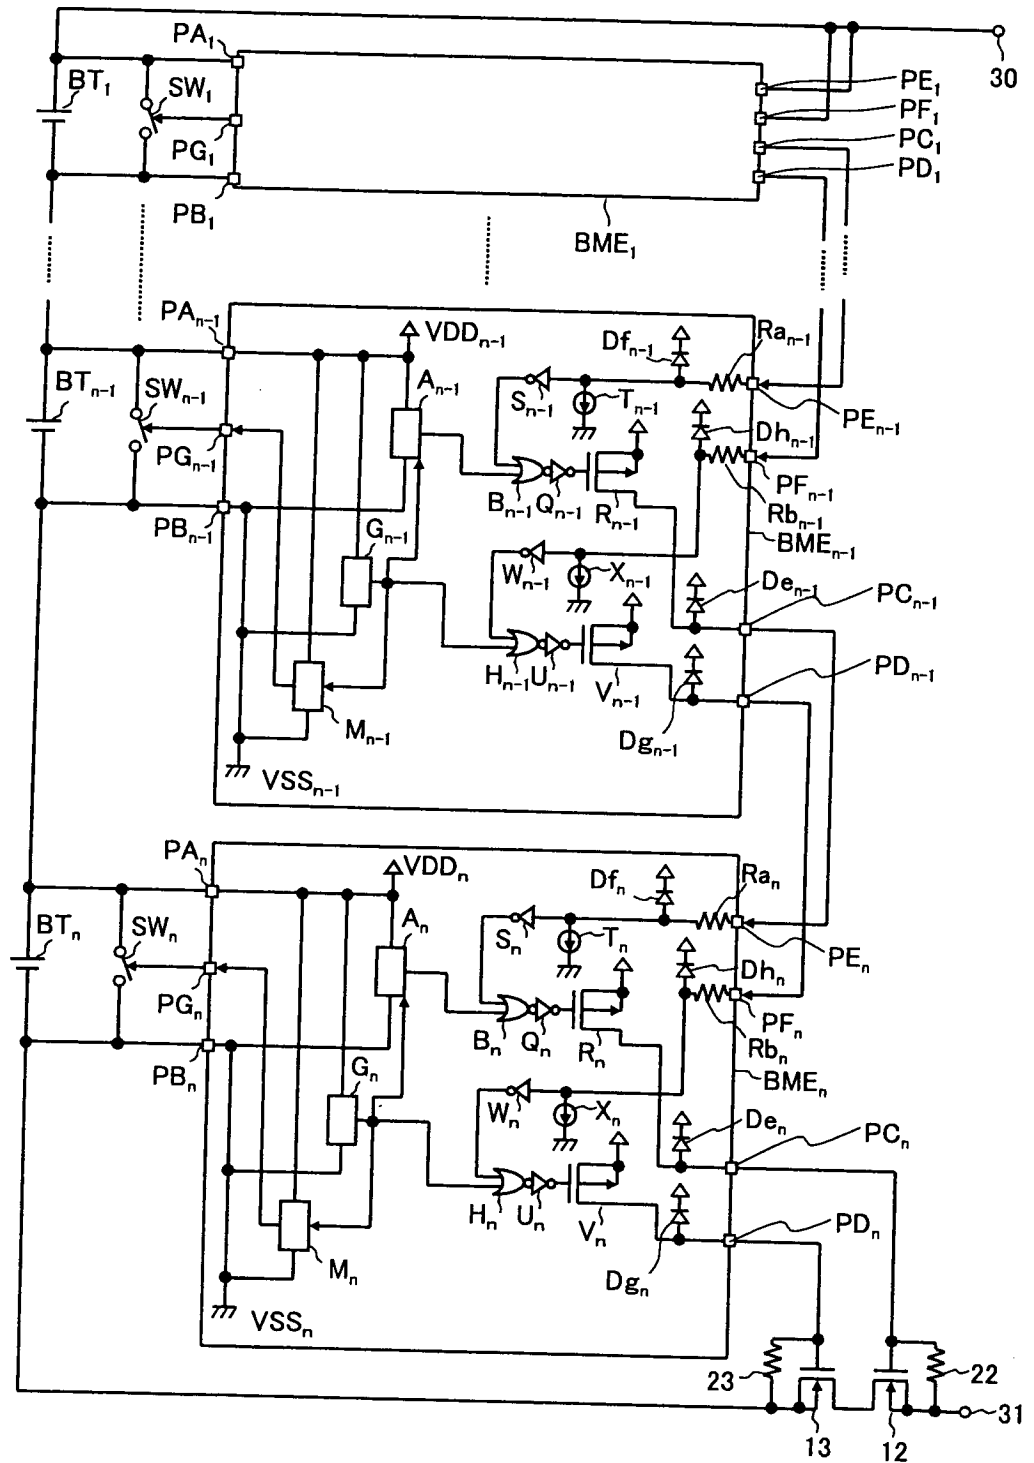 PA₁
30
BT₁
SW₁
PE₁
PF₁
PG₁
PC₁
PD₁
PB₁
BME₁
PAₙ₋₁
VDDₙ₋₁
Dfₙ₋₁
Raₙ₋₁
BTₙ₋₁
SWₙ₋₁
Aₙ₋₁
Sₙ₋₁
Tₙ₋₁
PEₙ₋₁
Dhₙ₋₁
PGₙ₋₁
PFₙ₋₁
Bₙ₋₁
Qₙ₋₁
Rₙ₋₁
Rbₙ₋₁
PBₙ₋₁
Gₙ₋₁
BMEₙ₋₁
Wₙ₋₁
Xₙ₋₁
Deₙ₋₁
PCₙ₋₁
Hₙ₋₁
Uₙ₋₁
Vₙ₋₁
PDₙ₋₁
Mₙ₋₁
Dgₙ₋₁
VSSₙ₋₁
PAₙ
VDDₙ
Dfₙ
Raₙ
BTₙ
SWₙ
Aₙ
Sₙ
Tₙ
PEₙ
Dhₙ
PGₙ
PFₙ
Bₙ
Qₙ
Rₙ
Rbₙ
PBₙ
Gₙ
BMEₙ
Wₙ
Xₙ
Deₙ
PCₙ
Hₙ
Uₙ
Vₙ
PDₙ
Mₙ
Dgₙ
VSSₙ
23
22
31
13
12